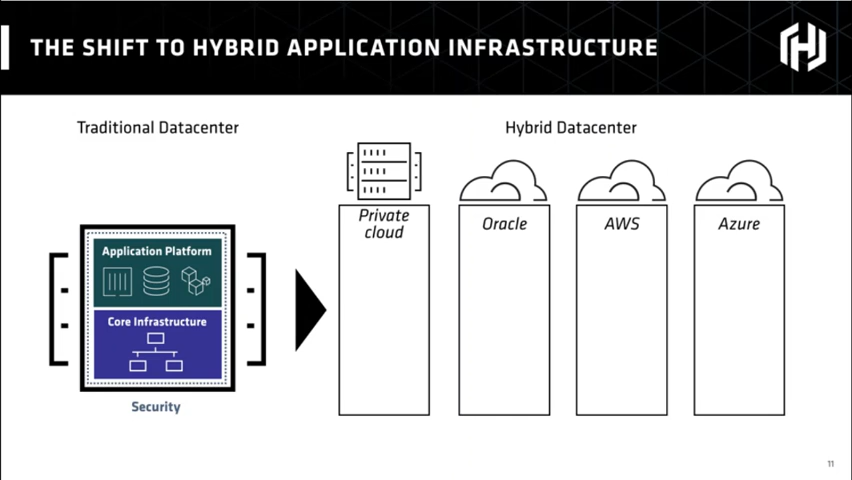 THE SHIFT TO HYBRID APPLICATION INFRASTRUCTURE
Traditional Datacenter
Hybrid Datacenter
Application Platform
Core Infrastructure
Security
Private
cloud
Oracle
AWS
Azure
11